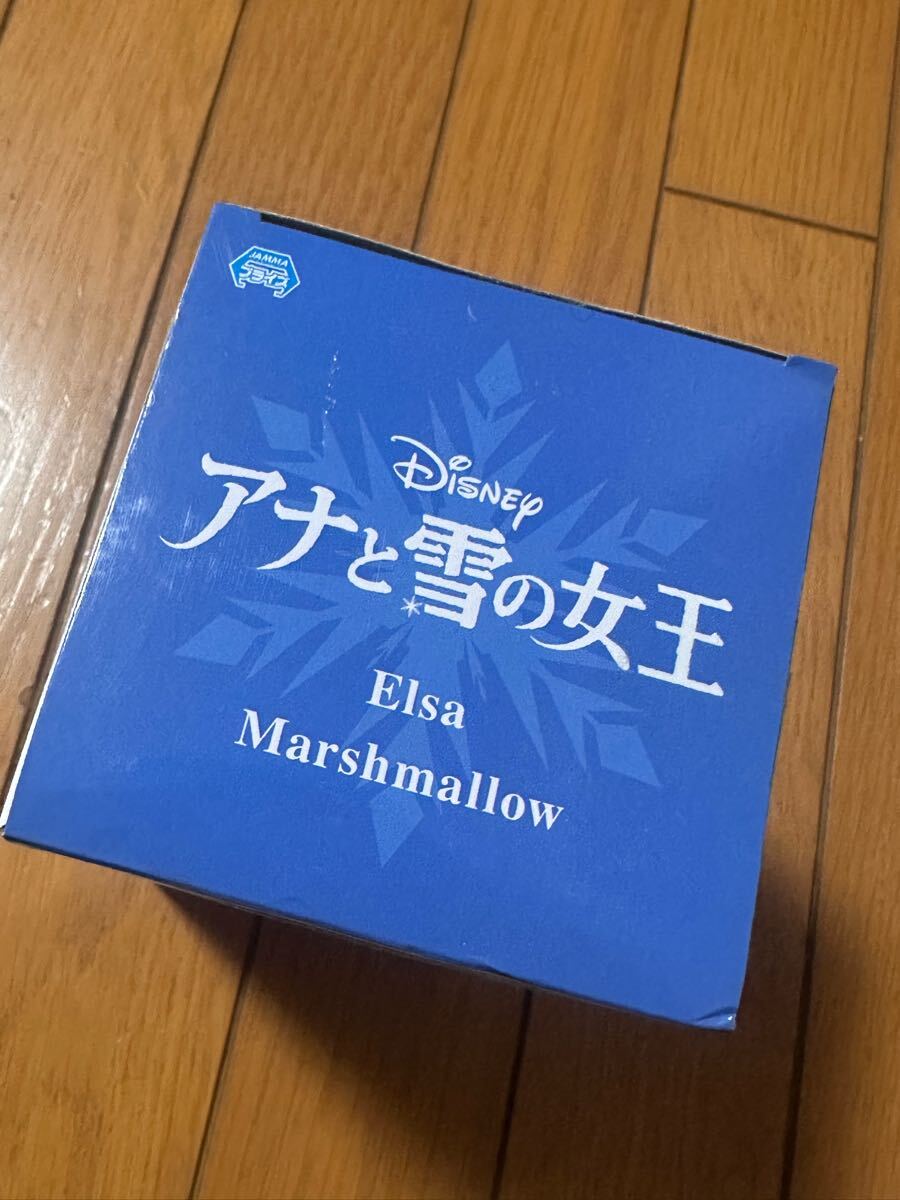 JAMMA
プライズ
Disney
アナと雪の女王
Elsa
Marshmallow